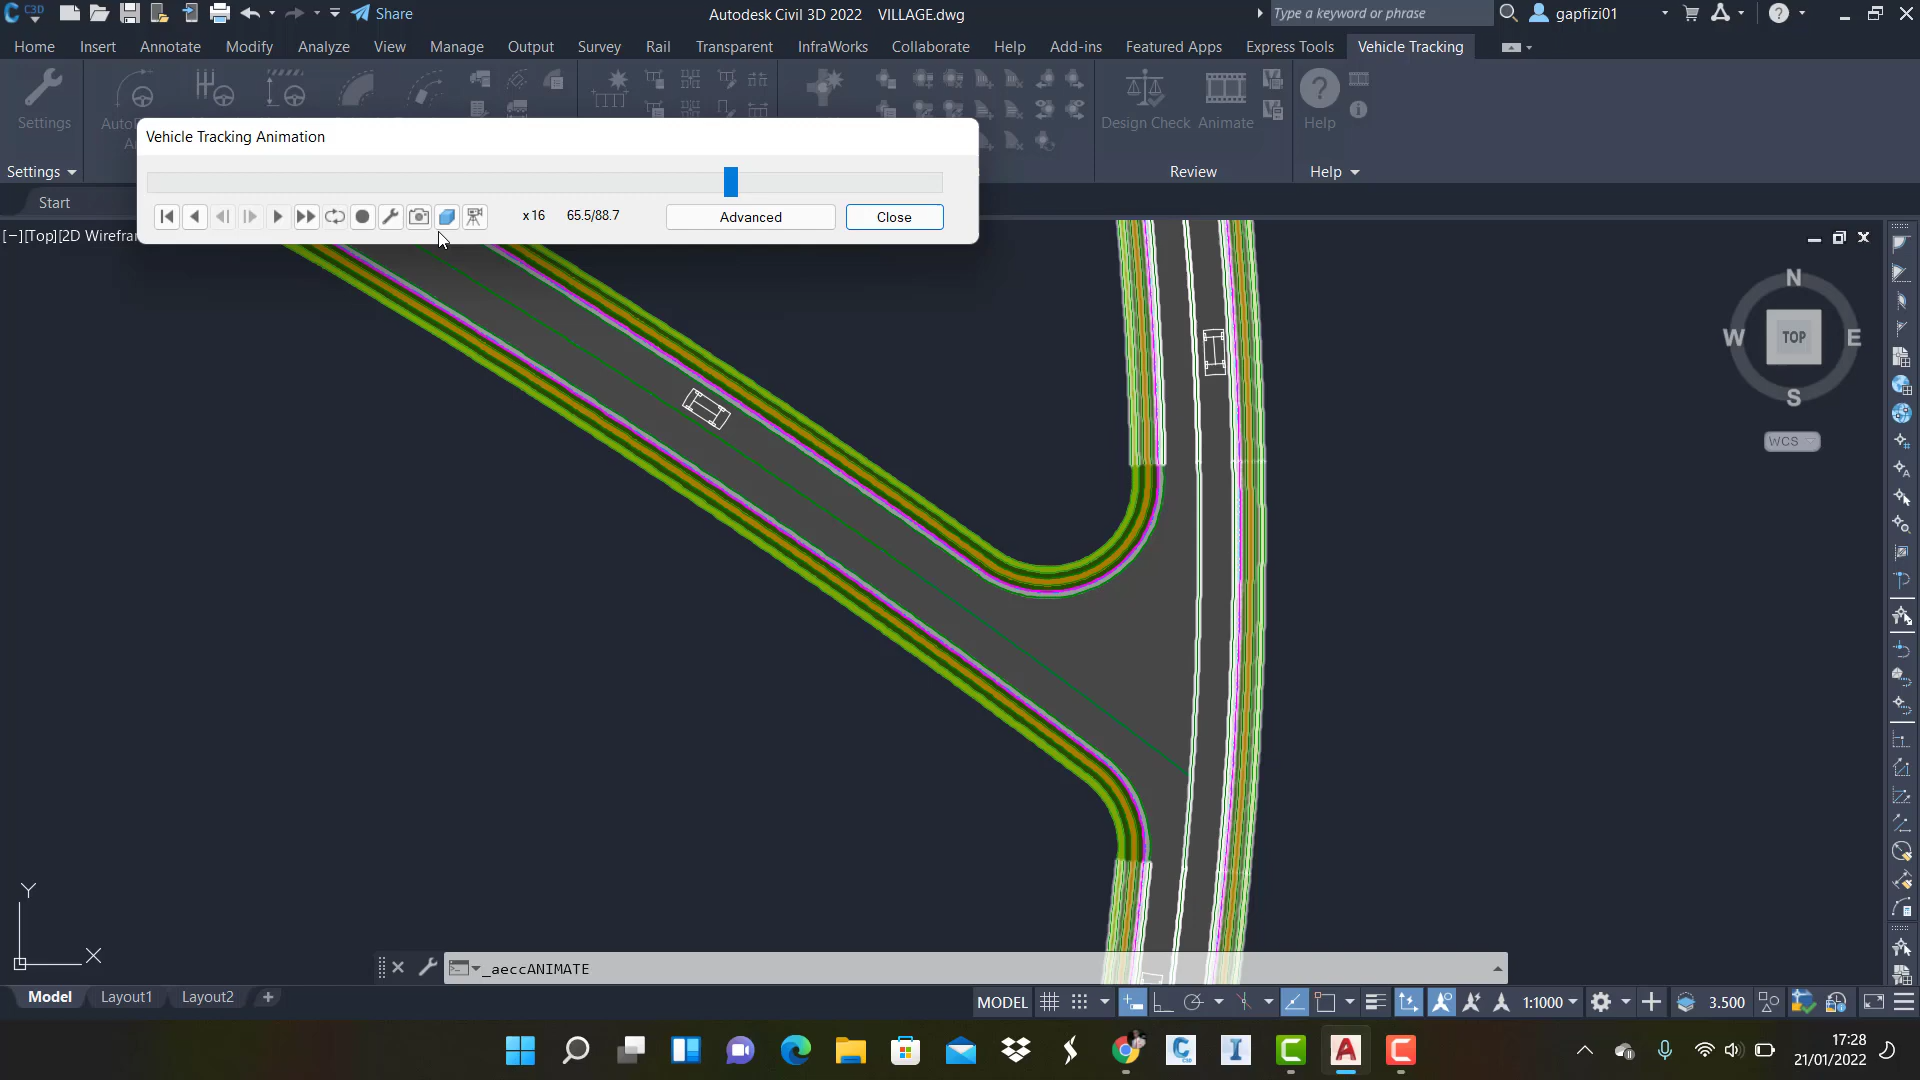 C3D Share Autodesk Civil 3D 2022 VILLAGE.dwg Type a keyword or phrase gapfizi01
Home Insert Annotate Modify Analyze View Manage Output Survey Rail Transparent InfraWorks Collaborate Help Add-ins Featured Apps Express Tools Vehicle Tracking
Settings Design Check Animate Help
Vehicle Tracking Animation
Settings Review Help
Start
x16 65.5/88.7 Advanced Close
[−][Top][2D Wirefra
N
W TOP E
S
WCS
Y
X
_aeccANIMATE
Model Layout1 Layout2 +
MODEL 1:1000 3.500
17:28
21/01/2022